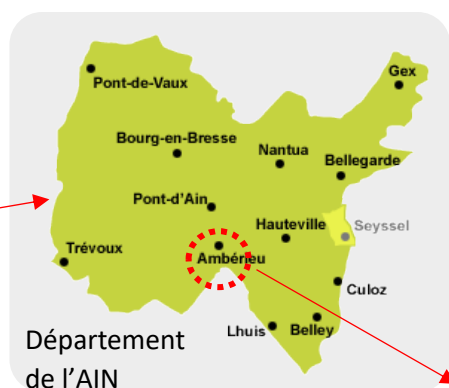 Gex
Pont-de-Vaux
Bourg-en-Bresse
Nantua
Bellegarde
Pont-d'Ain
Hauteville
Seyssel
Trévoux
Ambérieu
Culoz
Lhuis
Belley
Département
de l'AIN